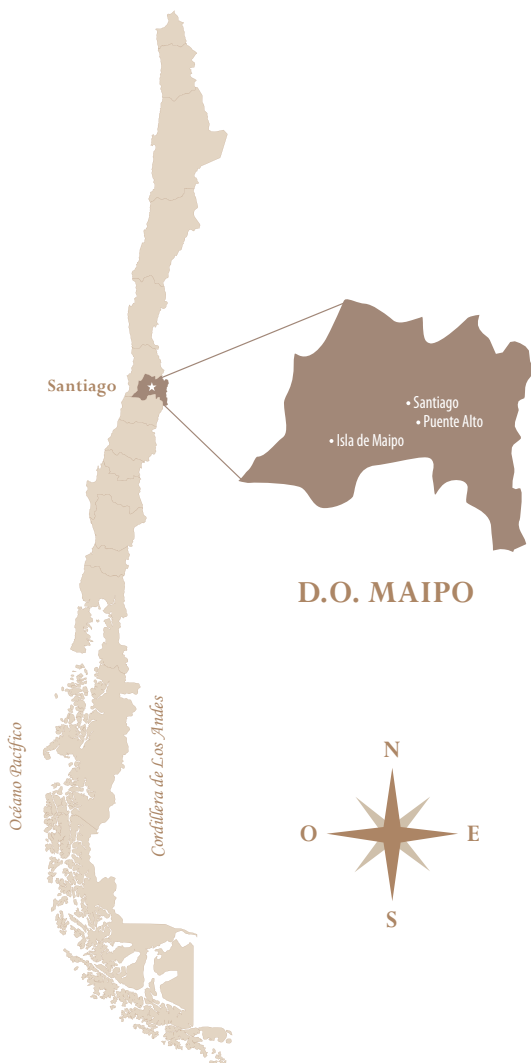 Santiago
• Santiago
• Puente Alto
• Isla de Maipo
D.O. MAIPO
Océano Pacífico
Cordillera de Los Andes
N
O
E
S